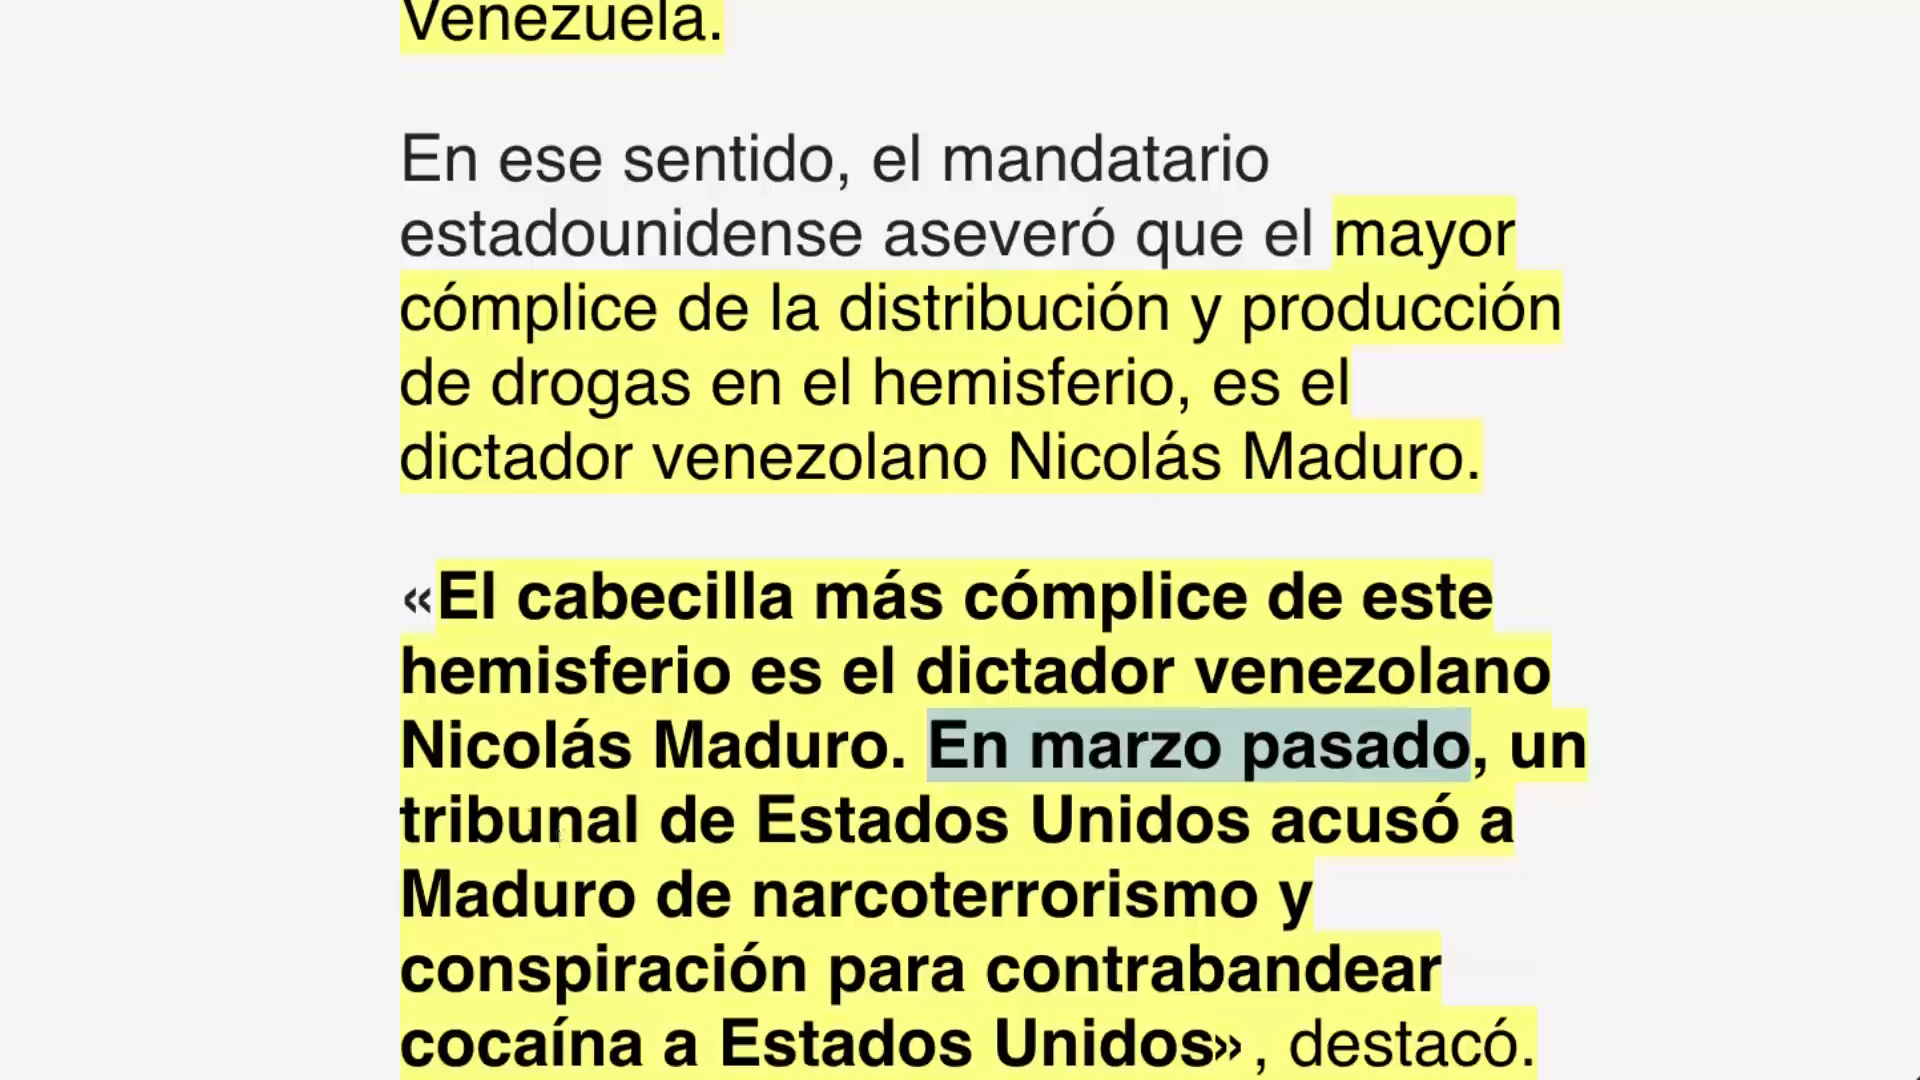 Venezuela.
En ese sentido, el mandatario
estadounidense aseveró que el mayor
cómplice de la distribución y producción
de drogas en el hemisferio, es el
dictador venezolano Nicolás Maduro.
«El cabecilla más cómplice de este
hemisferio es el dictador venezolano
Nicolás Maduro. En marzo pasado, un
tribunal de Estados Unidos acusó a
Maduro de narcoterrorismo y
conspiración para contrabandear
cocaína a Estados Unidos», destacó.